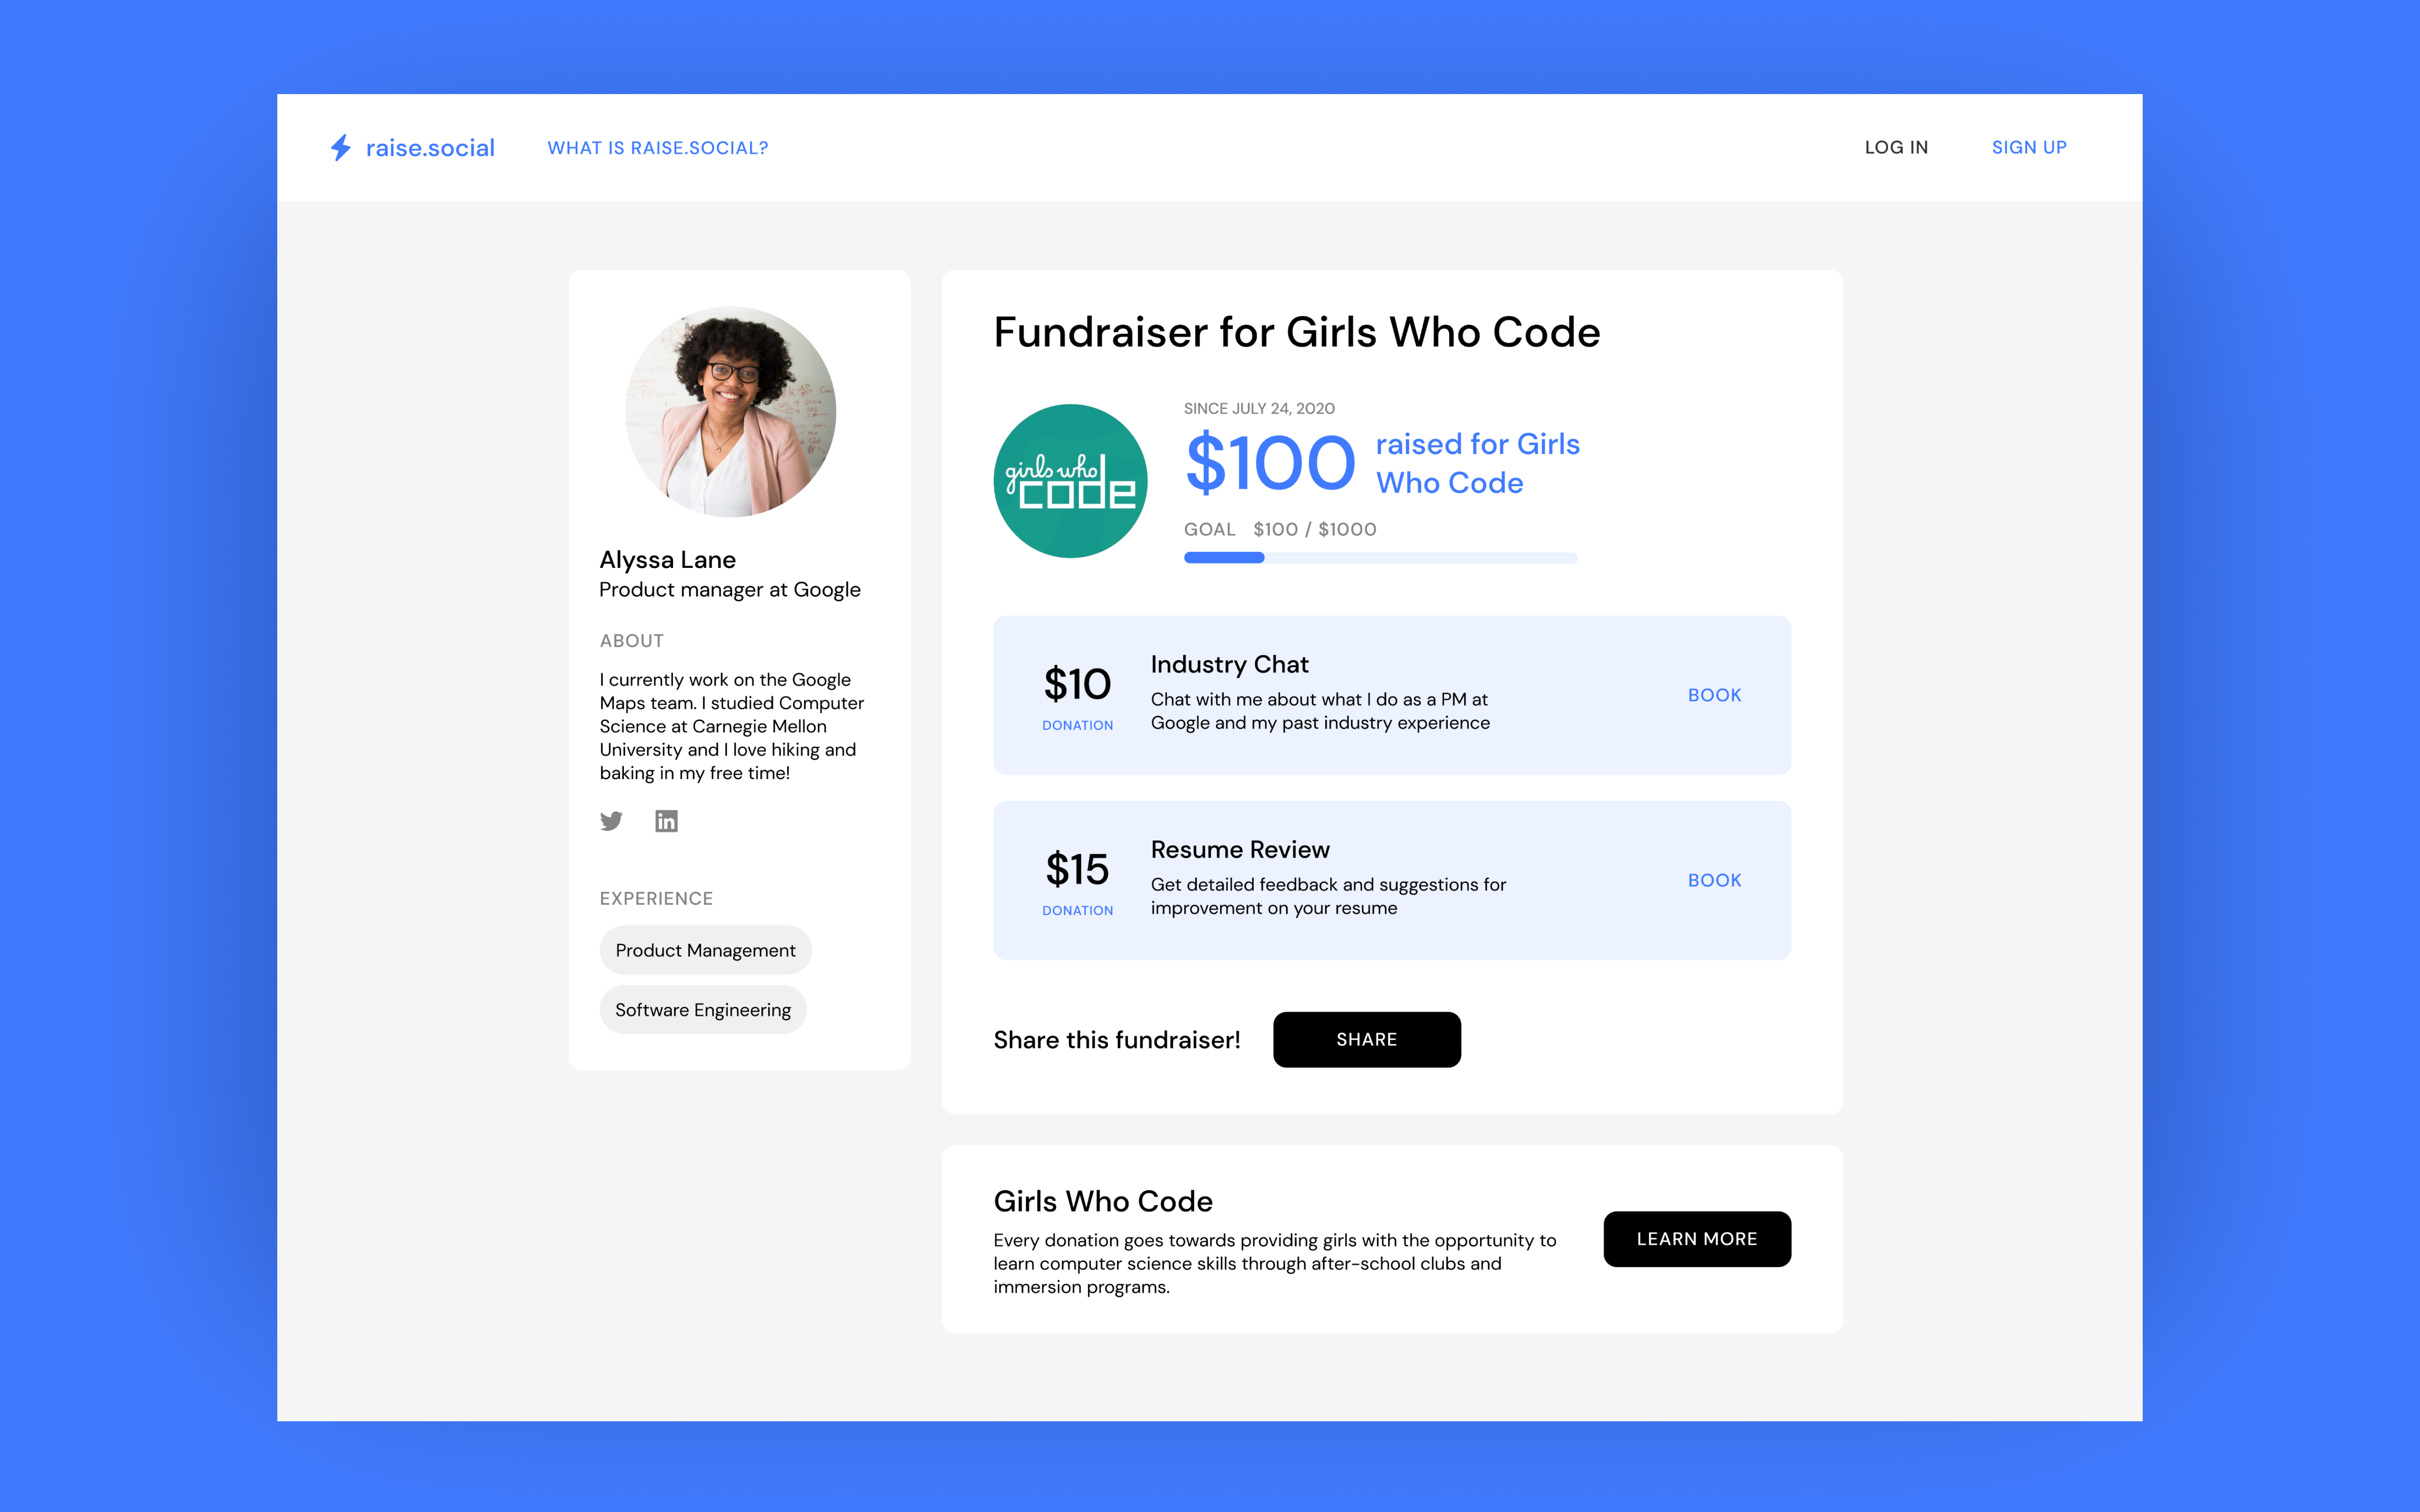 raise.social
WHAT IS RAISE.SOCIAL?
LOG IN
SIGN UP
Alyssa Lane
Product manager at Google
ABOUT
I currently work on the Google
Maps team. I studied Computer
Science at Carnegie Mellon
University and I love hiking and
baking in my free time!
in
EXPERIENCE
Product Management
Software Engineering
Fundraiser for Girls Who Code
girls who
code
SINCE JULY 24, 2020
$100
raised for Girls
Who Code
GOAL $100 / $1000
$10
DONATION
Industry Chat
Chat with me about what I do as a PM at
Google and my past industry experience
BOOK
$15
DONATION
Resume Review
Get detailed feedback and suggestions for
improvement on your resume
BOOK
Share this fundraiser!
SHARE
Girls Who Code
Every donation goes towards providing girls with the opportunity to
learn computer science skills through after-school clubs and
immersion programs.
LEARN MORE